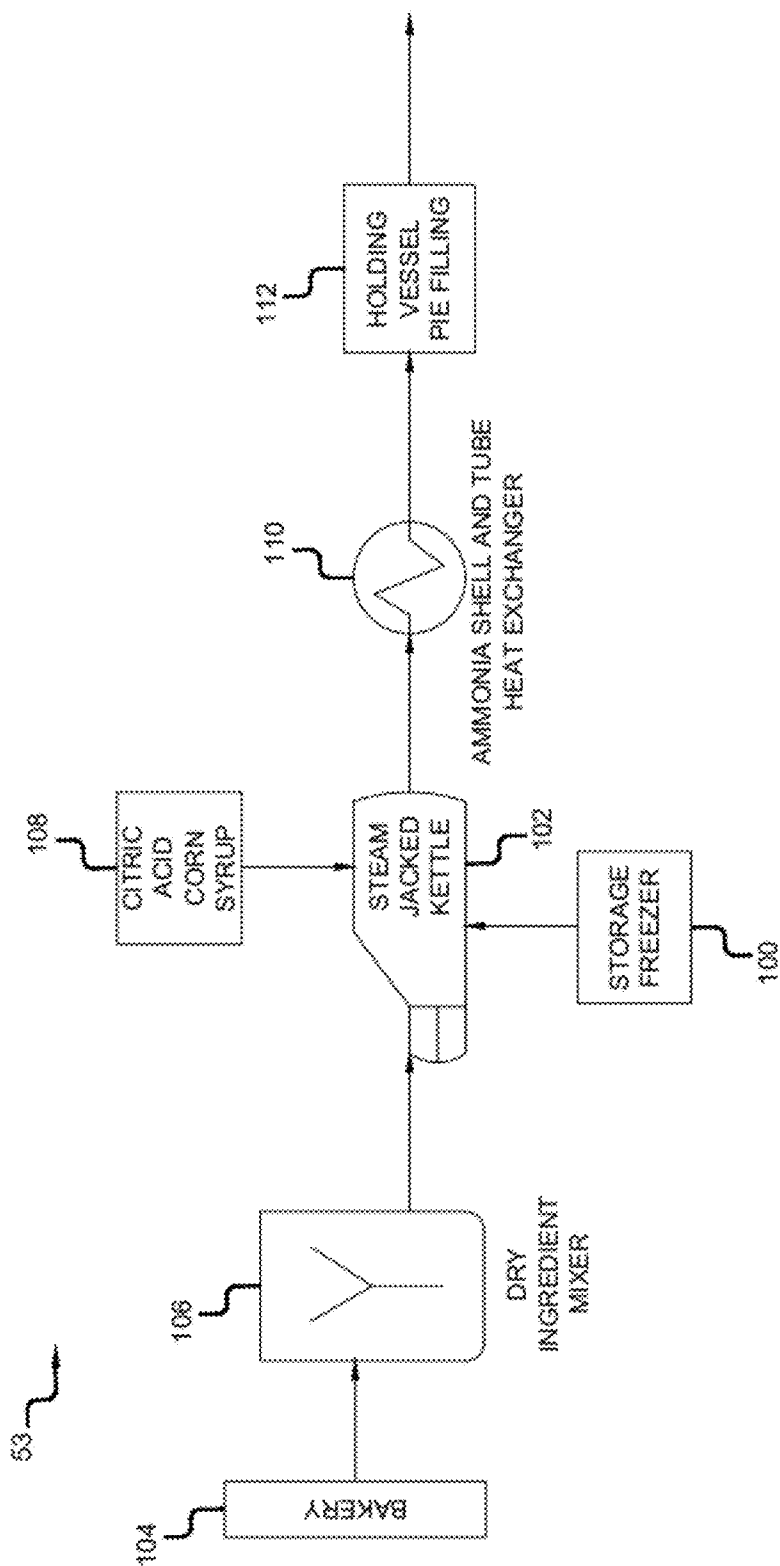 53
104
BAKERY
106
DRY
INGREDIENT
MIXER
108
CITRIC
ACID
CORN
SYRUP
STEAM
JACKED
KETTLE
102
STORAGE
FREEZER
100
110
AMMONIA SHELL AND TUBE
HEAT EXCHANGER
112
HOLDING
VESSEL
PIE FILLING